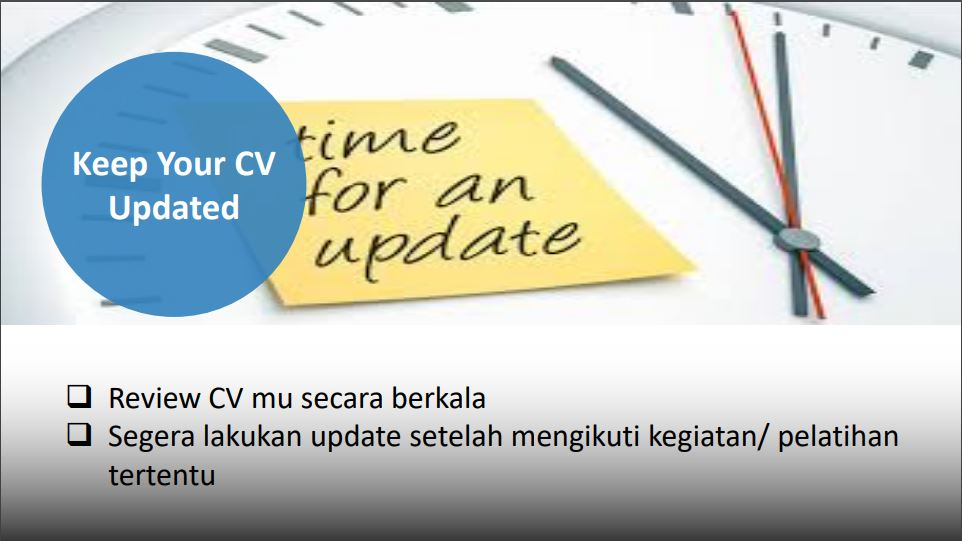 Keep Your CV
Updated
time
for an
update
❑ Review CV mu secara berkala
❑ Segera lakukan update setelah mengikuti kegiatan/ pelatihan
tertentu